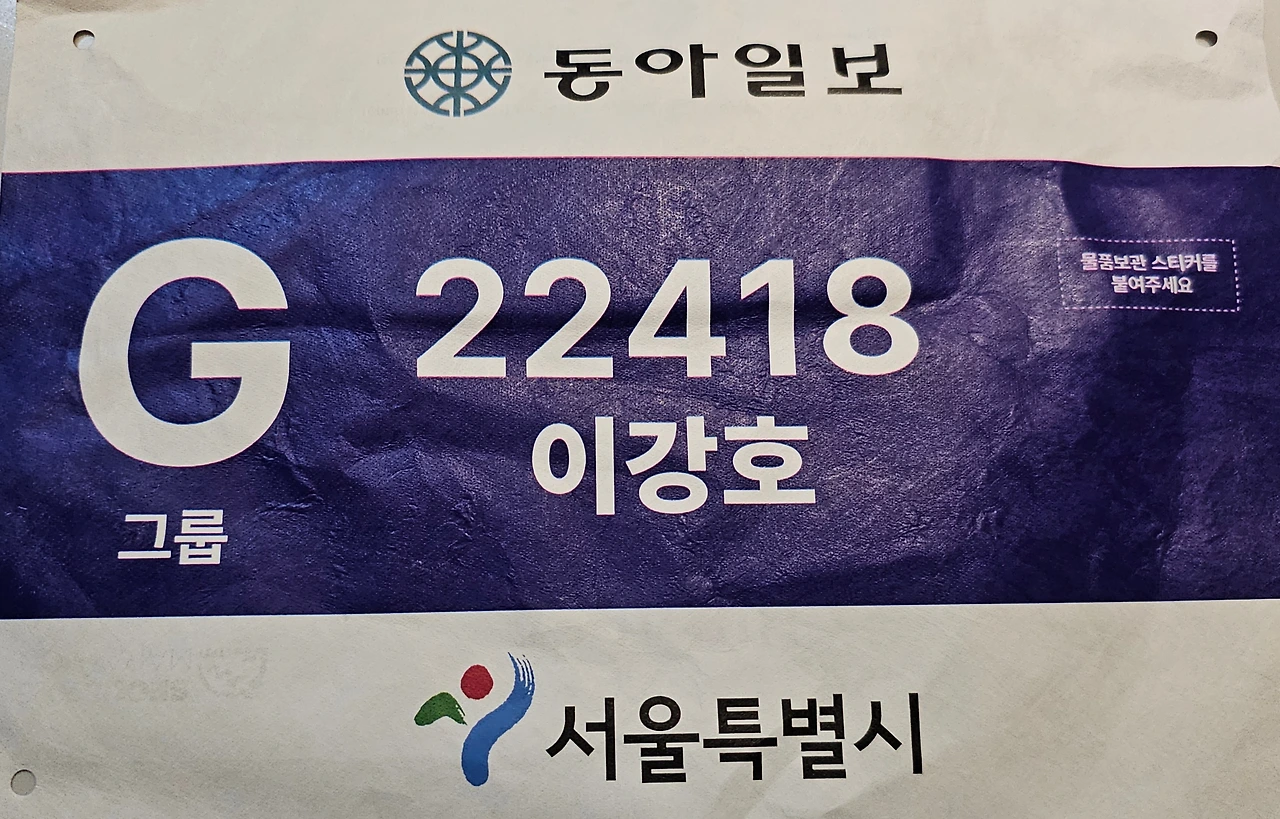 동아일보
G
그룹
22418
이강호
물품보관 스티커를
붙여주세요
서울특별시